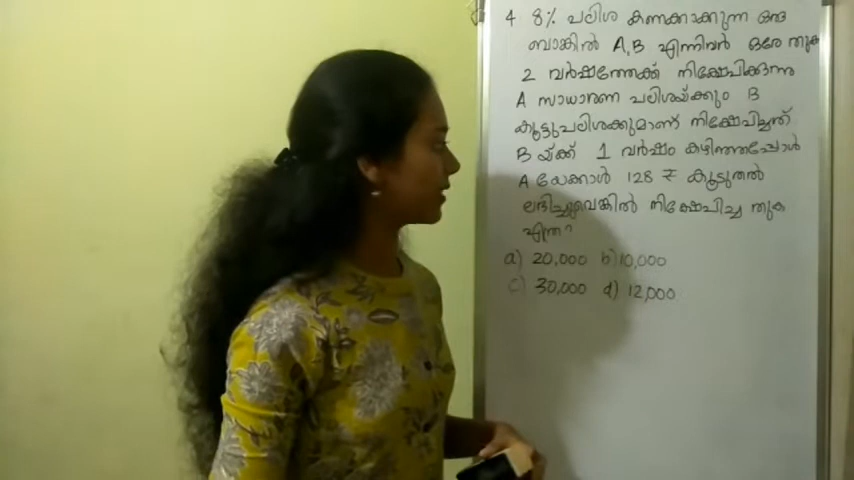 4 8% പലിശ കണക്കാക്കുന്ന ഒരു
ബാങ്കിൽ A,B എന്നിവർ ഒരേ തുക
2 വർഷത്തേക്ക് നിക്ഷേപിക്കുന്നു
A സാധാരണ പലിശയ്ക്കും B
കൂട്ടുപലിശക്കുമാണ് നിക്ഷേപിച്ചത്
B യ്ക്ക് 1 വർഷം കഴിഞ്ഞപ്പോൾ
A യേക്കാൾ 128 ₹ കൂടുതൽ
ലഭിച്ചുവെങ്കിൽ നിക്ഷേപിച്ച തുക
എത്ര?
a) 20,000 b) 10,000
c) 30,000 d) 12,000